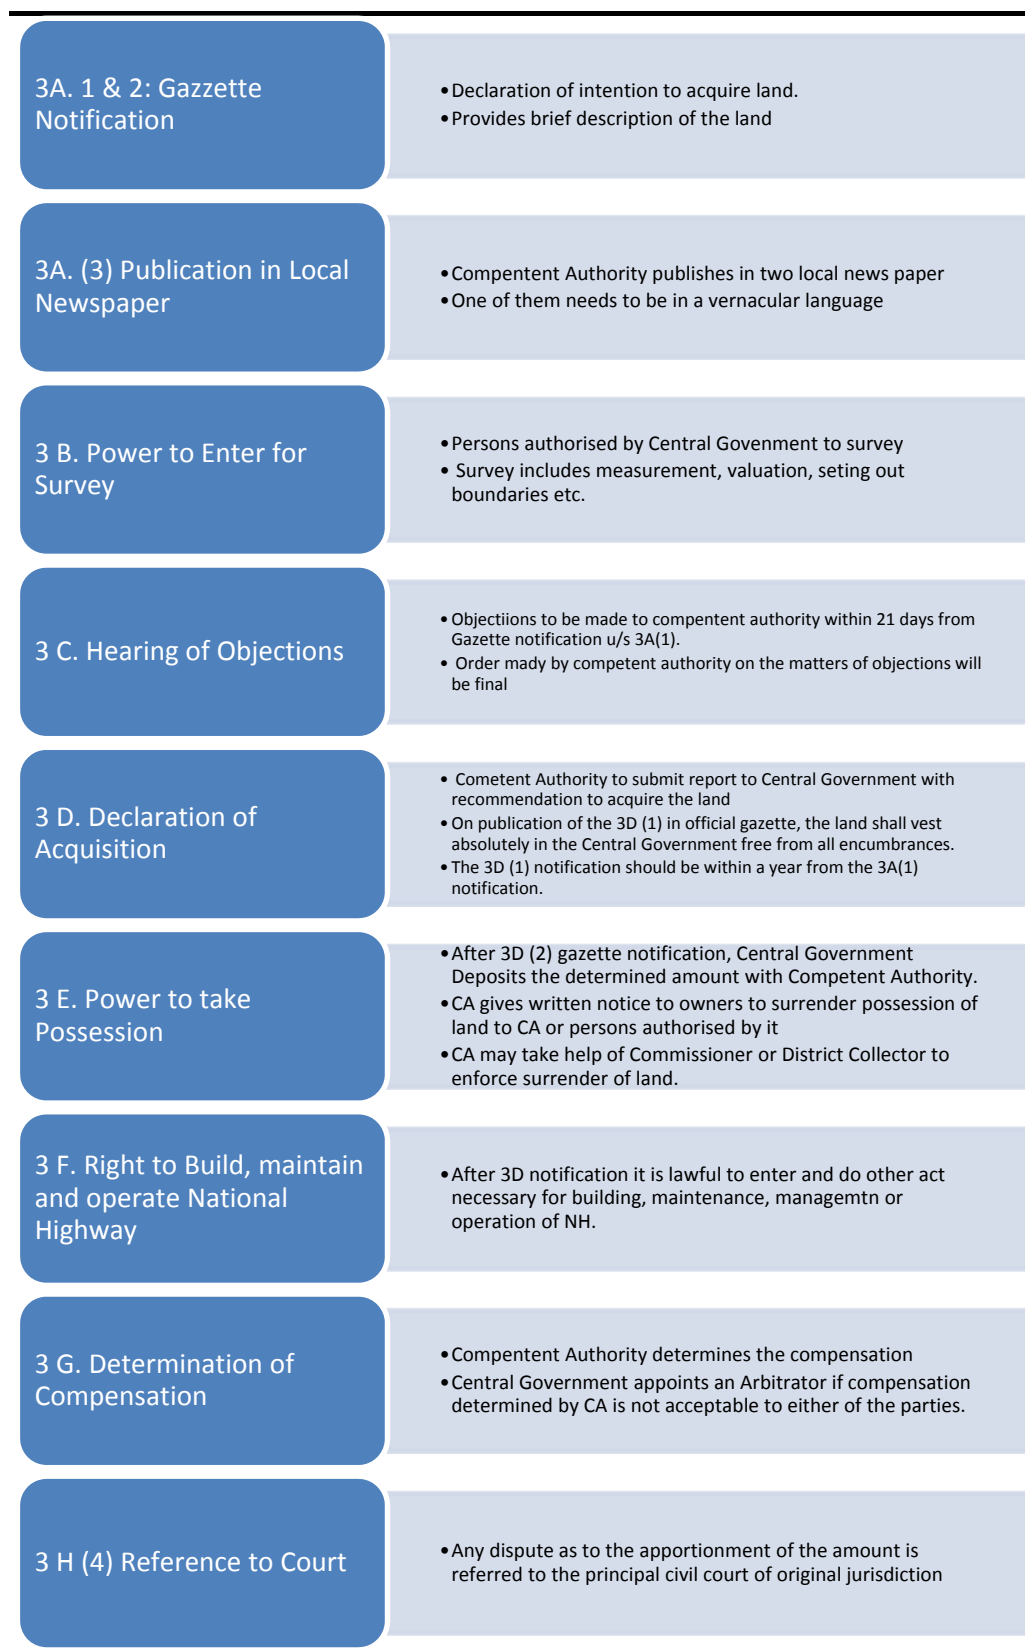 3A. 1 & 2: Gazzette
Notification
•Declaration of intention to acquire land.
•Provides brief description of the land
3A. (3) Publication in Local
Newspaper
•Compentent Authority publishes in two local news paper
•One of them needs to be in a vernacular language
3 B. Power to Enter for
Survey
•Persons authorised by Central Govenment to survey
• Survey includes measurement, valuation, seting out
boundaries etc.
3 C. Hearing of Objections
•Objectiions to be made to compentent authority within 21 days from
Gazette notification u/s 3A(1).
• Order mady by competent authority on the matters of objections will
be final
3 D. Declaration of
Acquisition
• Cometent Authority to submit report to Central Government with
recommendation to acquire the land
•On publication of the 3D (1) in official gazette, the land shall vest
absolutely in the Central Government free from all encumbrances.
•The 3D (1) notification should be within a year from the 3A(1)
notification.
3 E. Power to take
Possession
•After 3D (2) gazette notification, Central Government
Deposits the determined amount with Competent Authority.
•CA gives written notice to owners to surrender possession of
land to CA or persons authorised by it
•CA may take help of Commissioner or District Collector to
enforce surrender of land.
3 F. Right to Build, maintain
and operate National
Highway
•After 3D notification it is lawful to enter and do other act
necessary for building, maintenance, managemtn or
operation of NH.
3 G. Determination of
Compensation
•Compentent Authority determines the compensation
•Central Government appoints an Arbitrator if compensation
determined by CA is not acceptable to either of the parties.
3 H (4) Reference to Court
•Any dispute as to the apportionment of the amount is
referred to the principal civil court of original jurisdiction